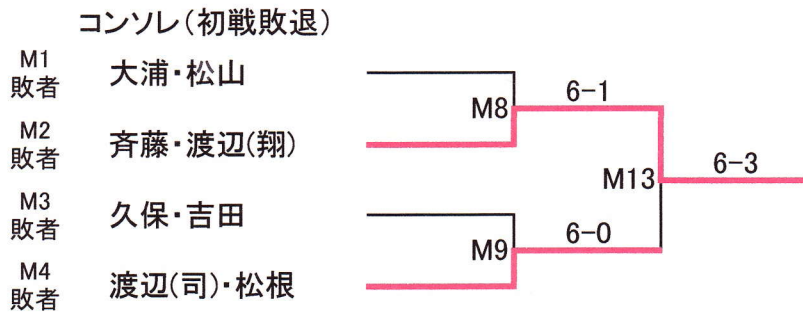 コンソレ(初戦敗退)
M1
敗者 大浦・松山
M8 6-1
M2
敗者 斉藤・渡辺(翔)
M13 6-3
M3
敗者 久保・吉田
M9 6-0
M4
敗者 渡辺(司)・松根